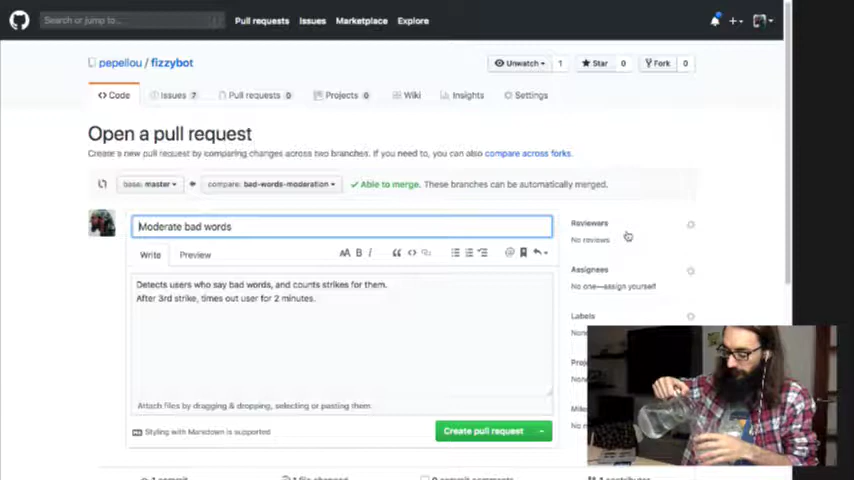 Search or jump to...
Pull requests Issues Marketplace Explore
pepellou / fizzybot
Unwatch 1 Star 0 Fork 0
Code Issues 7 Pull requests 0 Projects 0 Wiki Insights Settings
Open a pull request
Create a new pull request by comparing changes across two branches. If you need to, you can also compare across forks.
base: master compare: bad-words-moderation Able to merge. These branches can be automatically merged.
Moderate bad words
Write Preview
AA B i
Detects users who say bad words, and counts strikes for them.
After 3rd strike, times out user for 2 minutes.
Attach files by dragging & dropping, selecting or pasting them.
Styling with Markdown is supported
Create pull request
Reviewers
No reviews
Assignees
No one—assign yourself
Labels